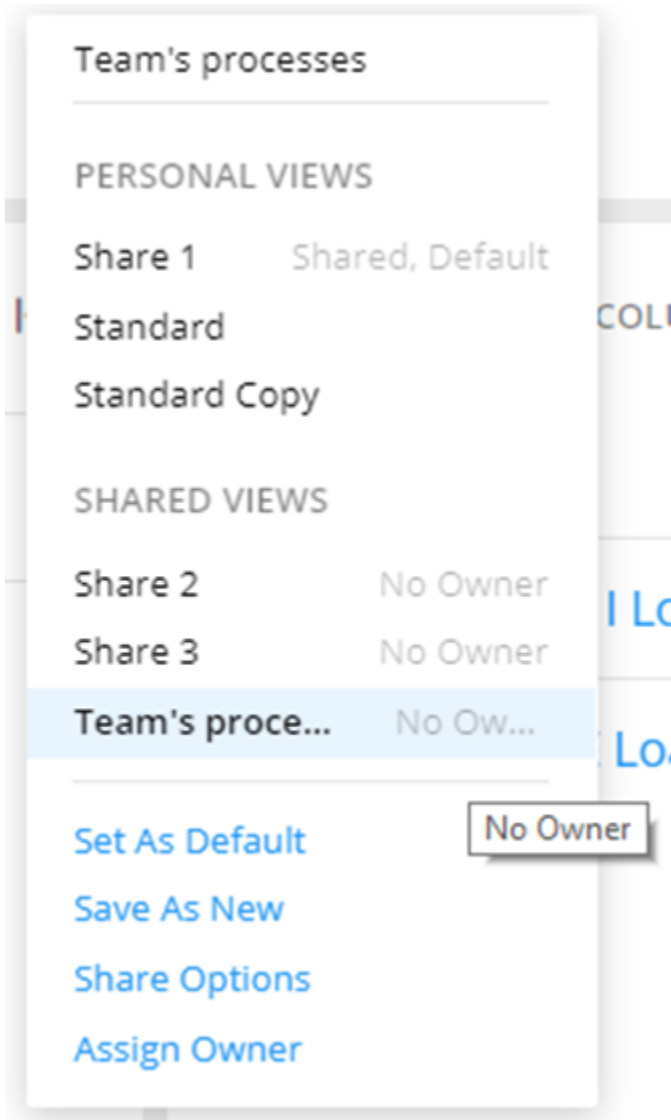 Team's processes
PERSONAL VIEWS
Share 1 Shared, Default
Standard
Standard Copy
SHARED VIEWS
Share 2 No Owner
Share 3 No Owner
Team's proce... No Ow...
No Owner
Set As Default
Save As New
Share Options
Assign Owner